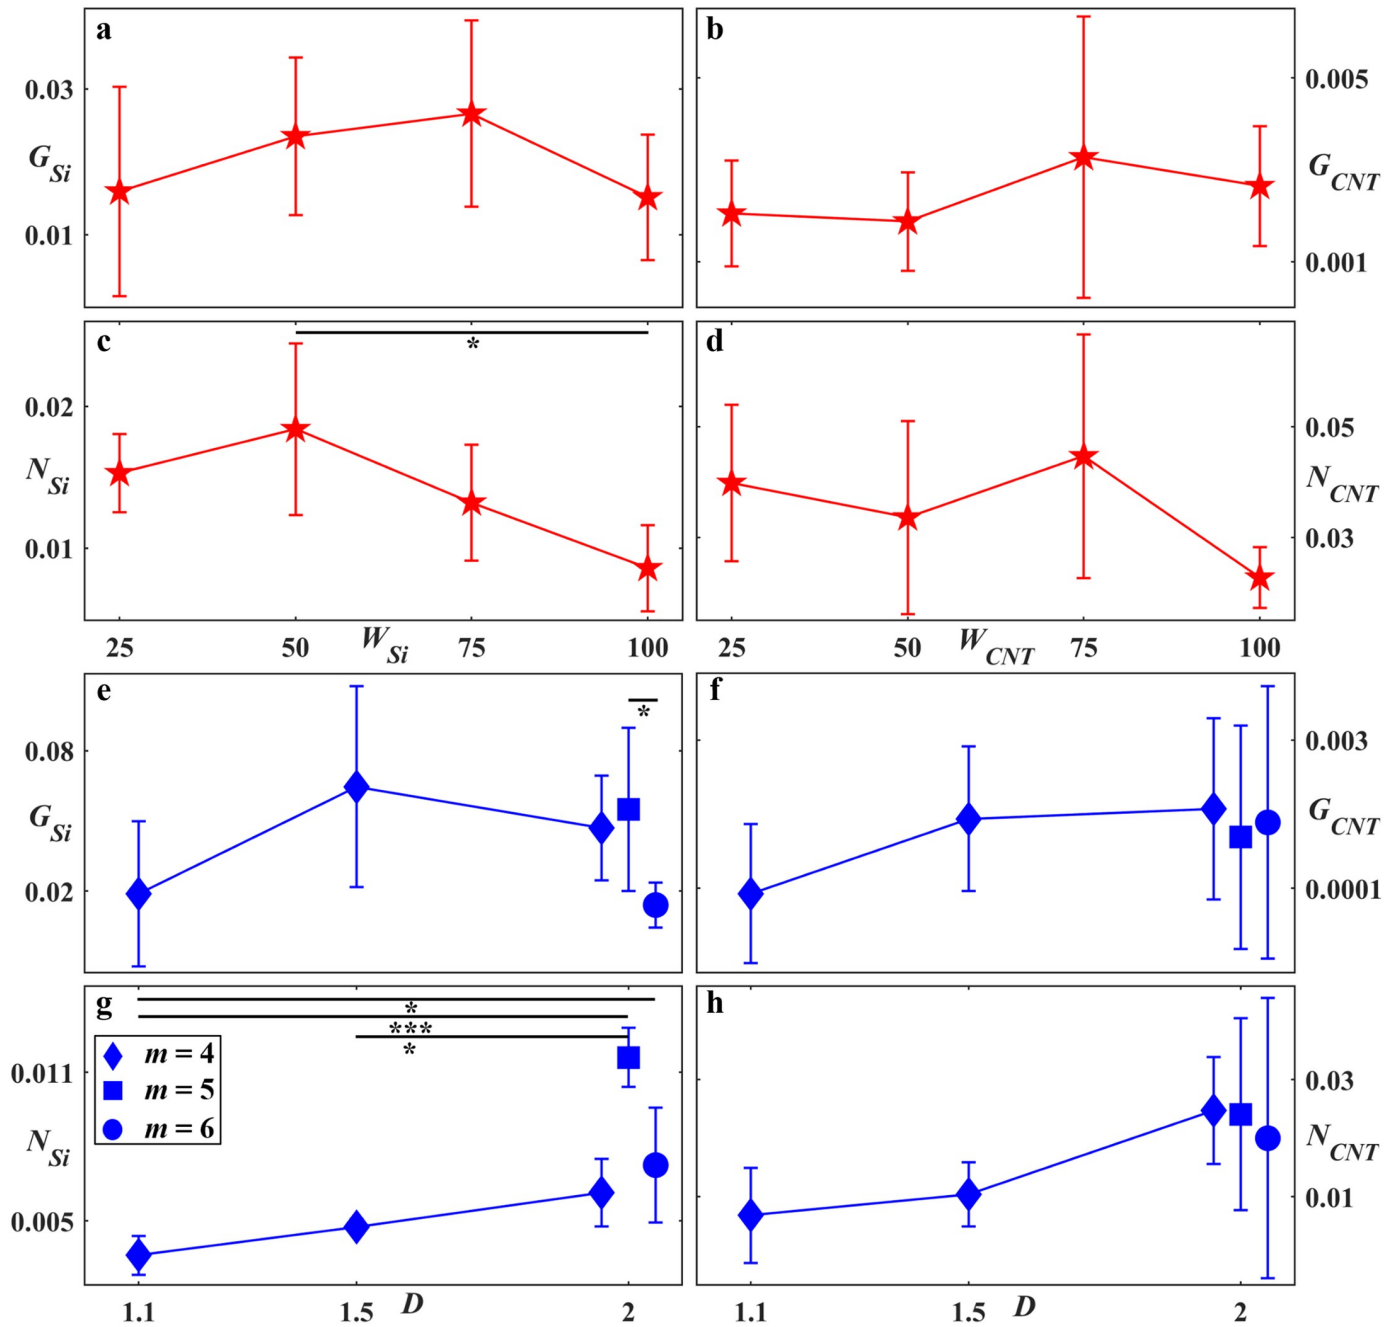 a
0.03
G_Si
0.01
b
0.005
G_CNT
0.001
c
*
0.02
N_Si
0.01
25 50 W_Si 75 100
d
0.05
N_CNT
0.03
25 50 W_CNT 75 100
e
*
0.08
G_Si
0.02
f
0.003
G_CNT
0.0001
g
*
***
*
m = 4
m = 5
m = 6
0.011
N_Si
0.005
1.1 1.5 D 2
h
0.03
N_CNT
0.01
1.1 1.5 D 2